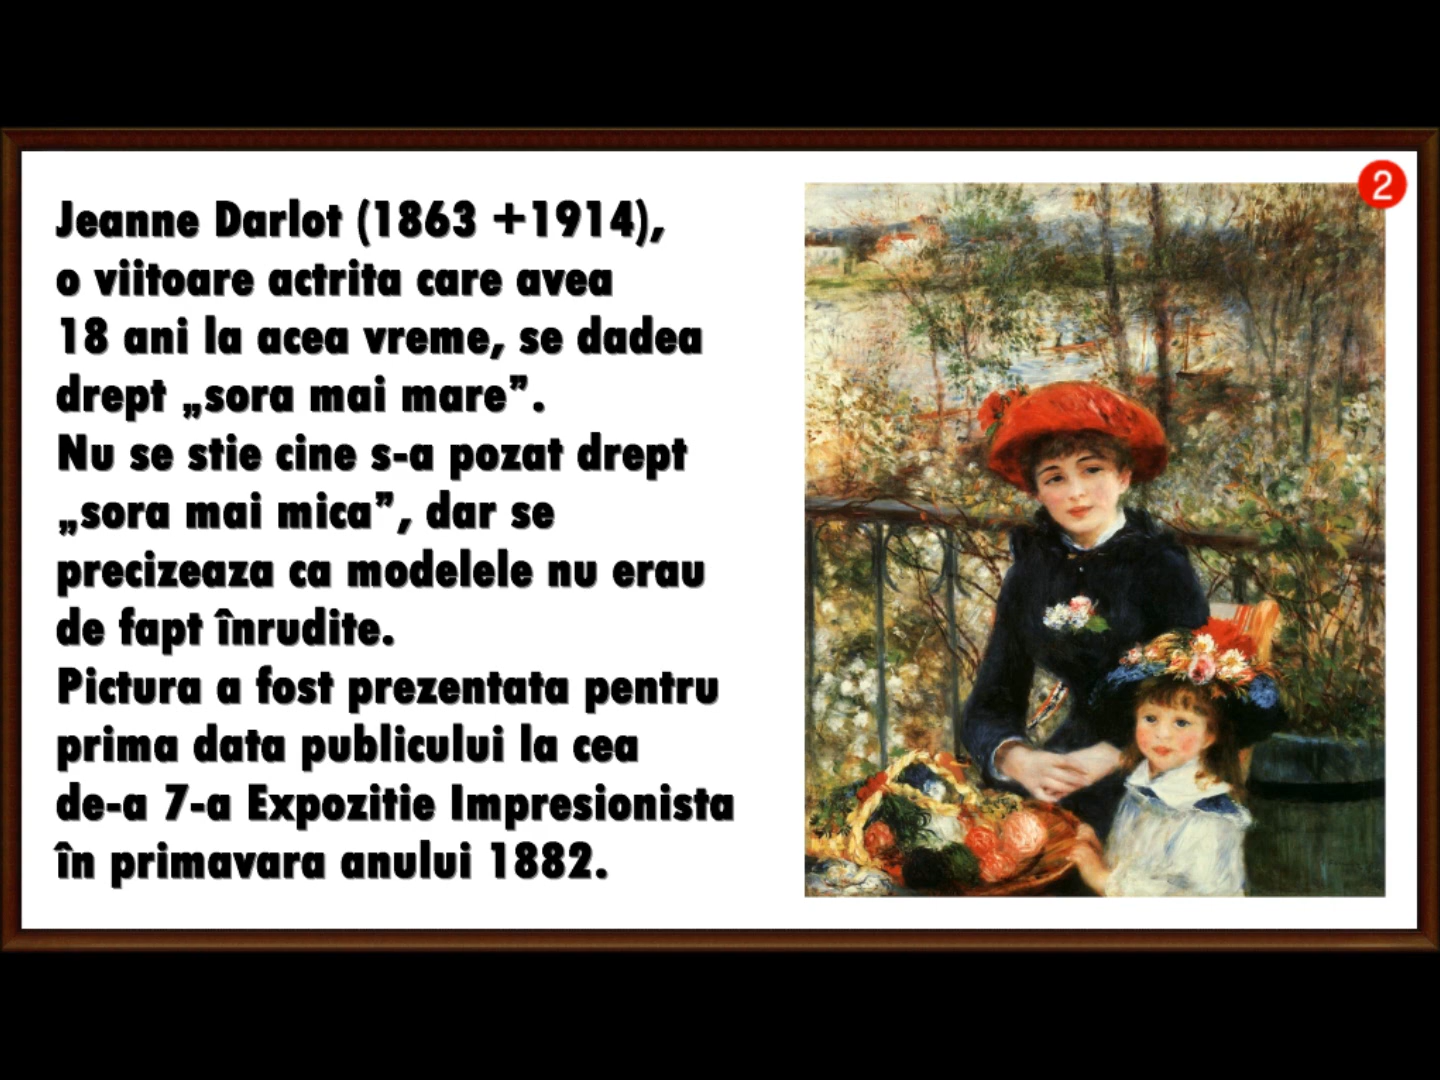 Jeanne Darlot (1863 +1914),
o viitoare actrita care avea
18 ani la acea vreme, se dadea
drept „sora mai mare”.
Nu se stie cine s-a pozat drept
„sora mai mica”, dar se
precizeaza ca modelele nu erau
de fapt înrudite.
Pictura a fost prezentata pentru
prima data publicului la cea
de-a 7-a Expozitie Impresionista
în primavara anului 1882.
2